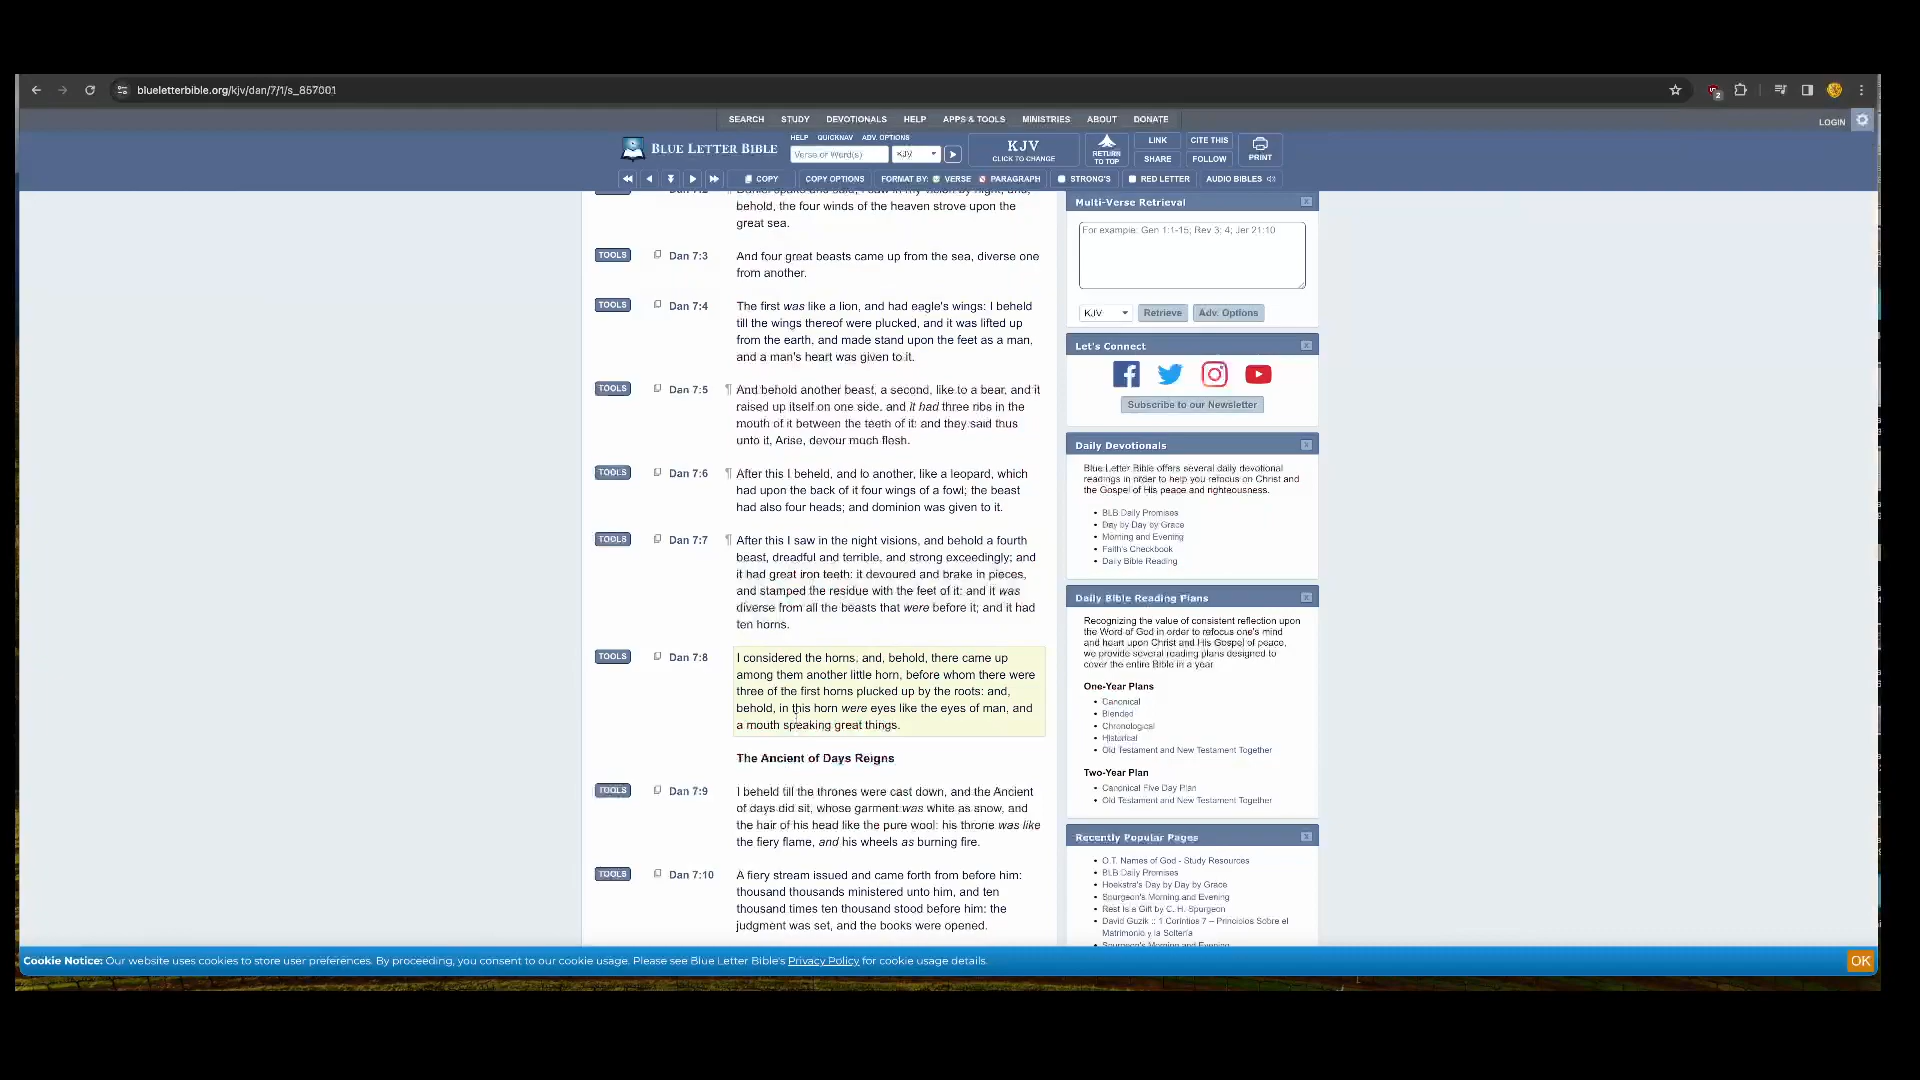 blueletterbible.org/kjv/dan/7/1/s_857001
SEARCH STUDY DEVOTIONALS HELP APPS & TOOLS MINISTRIES ABOUT DONATE
LOGIN
BLUE LETTER BIBLE
HELP QUICKNAV ADV. OPTIONS
Verse or Word(s) KJV
KJV
CLICK TO CHANGE
RETURN
TO TOP
LINK CITE THIS
SHARE FOLLOW
PRINT
COPY COPY OPTIONS FORMAT BY: VERSE PARAGRAPH STRONG'S RED LETTER AUDIO BIBLES
behold, the four winds of the heaven strove upon the
great sea.
TOOLS Dan 7:3 And four great beasts came up from the sea, diverse one
from another.
TOOLS Dan 7:4 The first was like a lion, and had eagle's wings: I beheld
till the wings thereof were plucked, and it was lifted up
from the earth, and made stand upon the feet as a man,
and a man's heart was given to it.
TOOLS Dan 7:5 ¶ And behold another beast, a second, like to a bear, and it
raised up itself on one side, and it had three ribs in the
mouth of it between the teeth of it: and they said thus
unto it, Arise, devour much flesh.
TOOLS Dan 7:6 ¶ After this I beheld, and lo another, like a leopard, which
had upon the back of it four wings of a fowl; the beast
had also four heads; and dominion was given to it.
TOOLS Dan 7:7 ¶ After this I saw in the night visions, and behold a fourth
beast, dreadful and terrible, and strong exceedingly; and
it had great iron teeth: it devoured and brake in pieces,
and stamped the residue with the feet of it: and it was
diverse from all the beasts that were before it; and it had
ten horns.
TOOLS Dan 7:8 I considered the horns, and, behold, there came up
among them another little horn, before whom there were
three of the first horns plucked up by the roots: and,
behold, in this horn were eyes like the eyes of man, and
a mouth speaking great things.
The Ancient of Days Reigns
TOOLS Dan 7:9 I beheld till the thrones were cast down, and the Ancient
of days did sit, whose garment was white as snow, and
the hair of his head like the pure wool: his throne was like
the fiery flame, and his wheels as burning fire.
TOOLS Dan 7:10 A fiery stream issued and came forth from before him:
thousand thousands ministered unto him, and ten
thousand times ten thousand stood before him: the
judgment was set, and the books were opened.
Multi-Verse Retrieval
For example: Gen 1:1-15; Rev 3; 4; Jer 21:10
KJV Retrieve Adv. Options
Let's Connect
Subscribe to our Newsletter
Daily Devotionals
Blue Letter Bible offers several daily devotional
readings in order to help you refocus on Christ and
the Gospel of His peace and righteousness.
BLB Daily Promises
Day by Day by Grace
Morning and Evening
Faith's Checkbook
Daily Bible Reading
Daily Bible Reading Plans
Recognizing the value of consistent reflection upon
the Word of God in order to refocus one's mind
and heart upon Christ and His Gospel of peace,
we provide several reading plans designed to
cover the entire Bible in a year
One-Year Plans
Canonical
Blended
Chronological
Historical
Old Testament and New Testament Together
Two-Year Plan
Canonical Five Day Plan
Old Testament and New Testament Together
Recently Popular Pages
O.T. Names of God - Study Resources
BLB Daily Promises
Hoekstra's Day by Day by Grace
Spurgeon's Morning and Evening
Rest Is a Gift by C. H. Spurgeon
David Guzik :: 1 Corintios 7 – Principios Sobre el
Matrimonio y la Soltería
Spurgeon's Morning and Evening
Cookie Notice: Our website uses cookies to store user preferences. By proceeding, you consent to our cookie usage. Please see Blue Letter Bible's Privacy Policy for cookie usage details.
OK